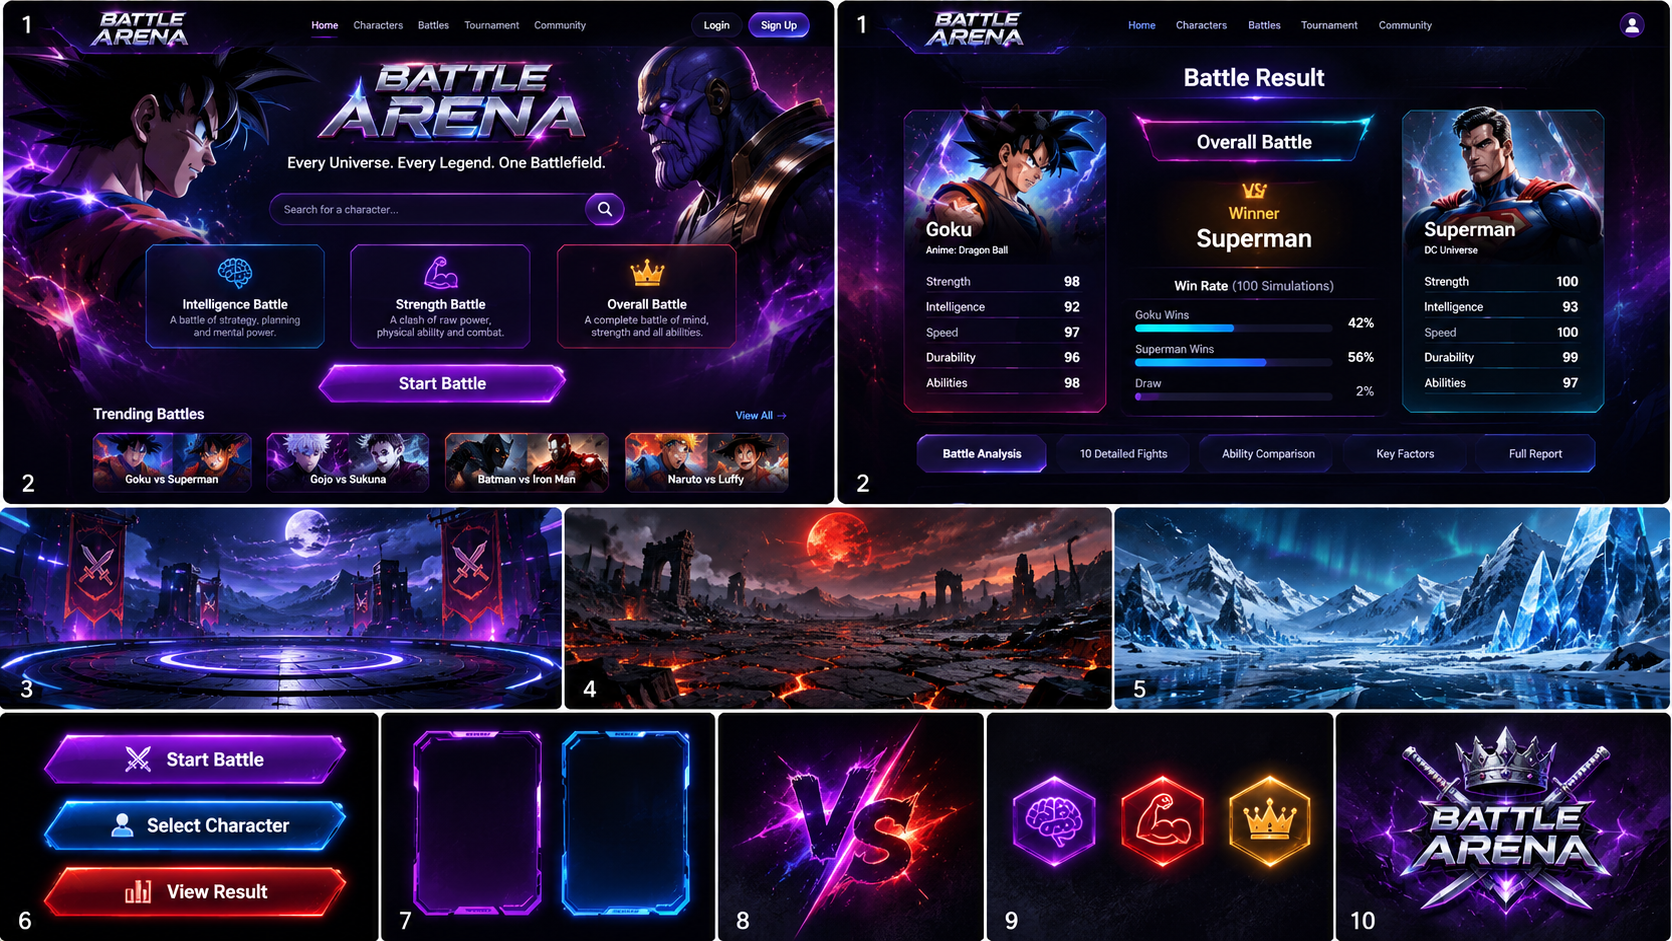 1
BATTLE
ARENA
Home Characters Battles Tournament Community
Login
Sign Up
BATTLE
ARENA
Every Universe. Every Legend. One Battlefield.
Search for a character...
Intelligence Battle
A battle of strategy, planning
and mental power.
Strength Battle
A clash of raw power,
physical ability and combat.
Overall Battle
A complete battle of mind,
strength and all abilities.
Start Battle
Trending Battles
View All →
Goku vs Superman
Gojo vs Sukuna
Batman vs Iron Man
Naruto vs Luffy
2
1
BATTLE
ARENA
Home Characters Battles Tournament Community
Battle Result
Goku
Anime: Dragon Ball
Strength 98
Intelligence 92
Speed 97
Durability 96
Abilities 98
Overall Battle
VS
Winner
Superman
Win Rate (100 Simulations)
Goku Wins 42%
Superman Wins 56%
Draw 2%
Superman
DC Universe
Strength 100
Intelligence 93
Speed 100
Durability 99
Abilities 97
Battle Analysis
10 Detailed Fights
Ability Comparison
Key Factors
Full Report
2
3
4
5
Start Battle
Select Character
View Result
6
7
VS
8
9
BATTLE
ARENA
10